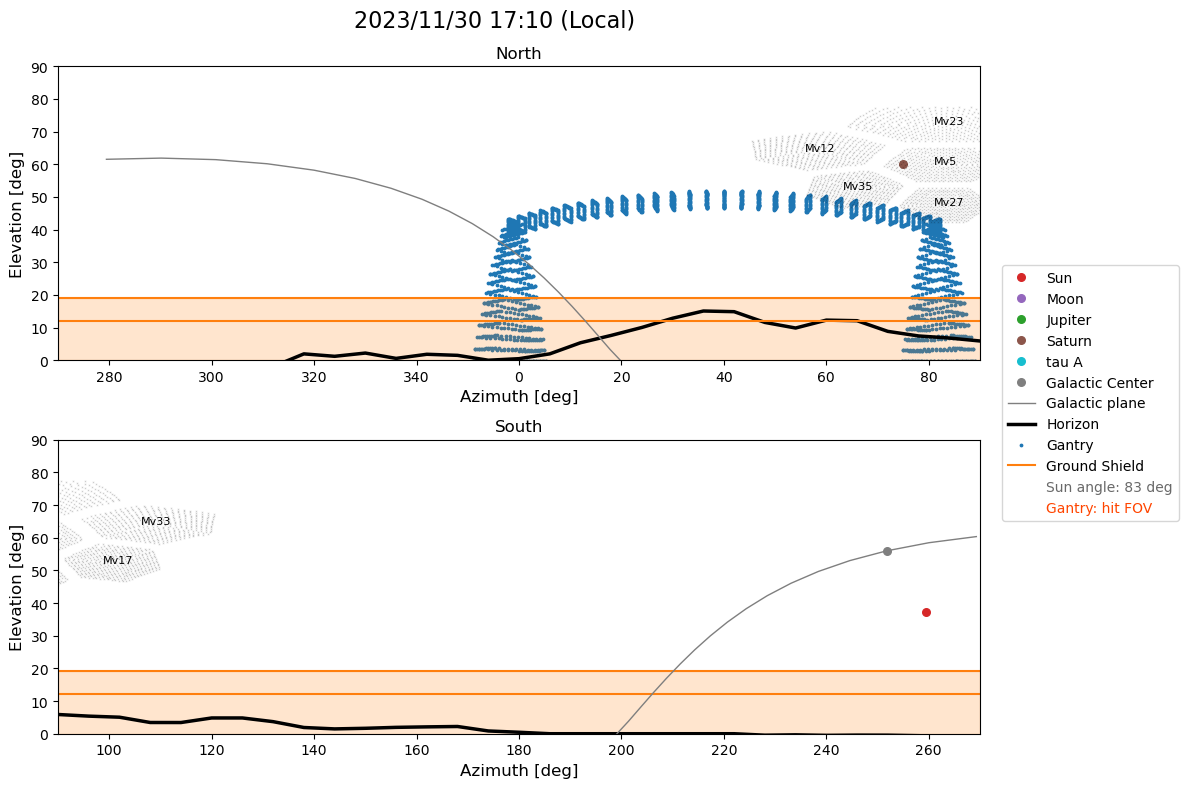 2023/11/30 17:10 (Local)
North
90
80
70
60
50
40
30
20
10
0
Elevation [deg]
Mv23
Mv12
Mv5
Mv35
Mv27
280
300
320
340
0
20
40
60
80
Azimuth [deg]
South
90
80
70
60
50
40
30
20
10
0
Elevation [deg]
Mv33
Mv17
100
120
140
160
180
200
220
240
260
Azimuth [deg]
Sun
Moon
Jupiter
Saturn
tau A
Galactic Center
Galactic plane
Horizon
Gantry
Ground Shield
Sun angle: 83 deg
Gantry: hit FOV